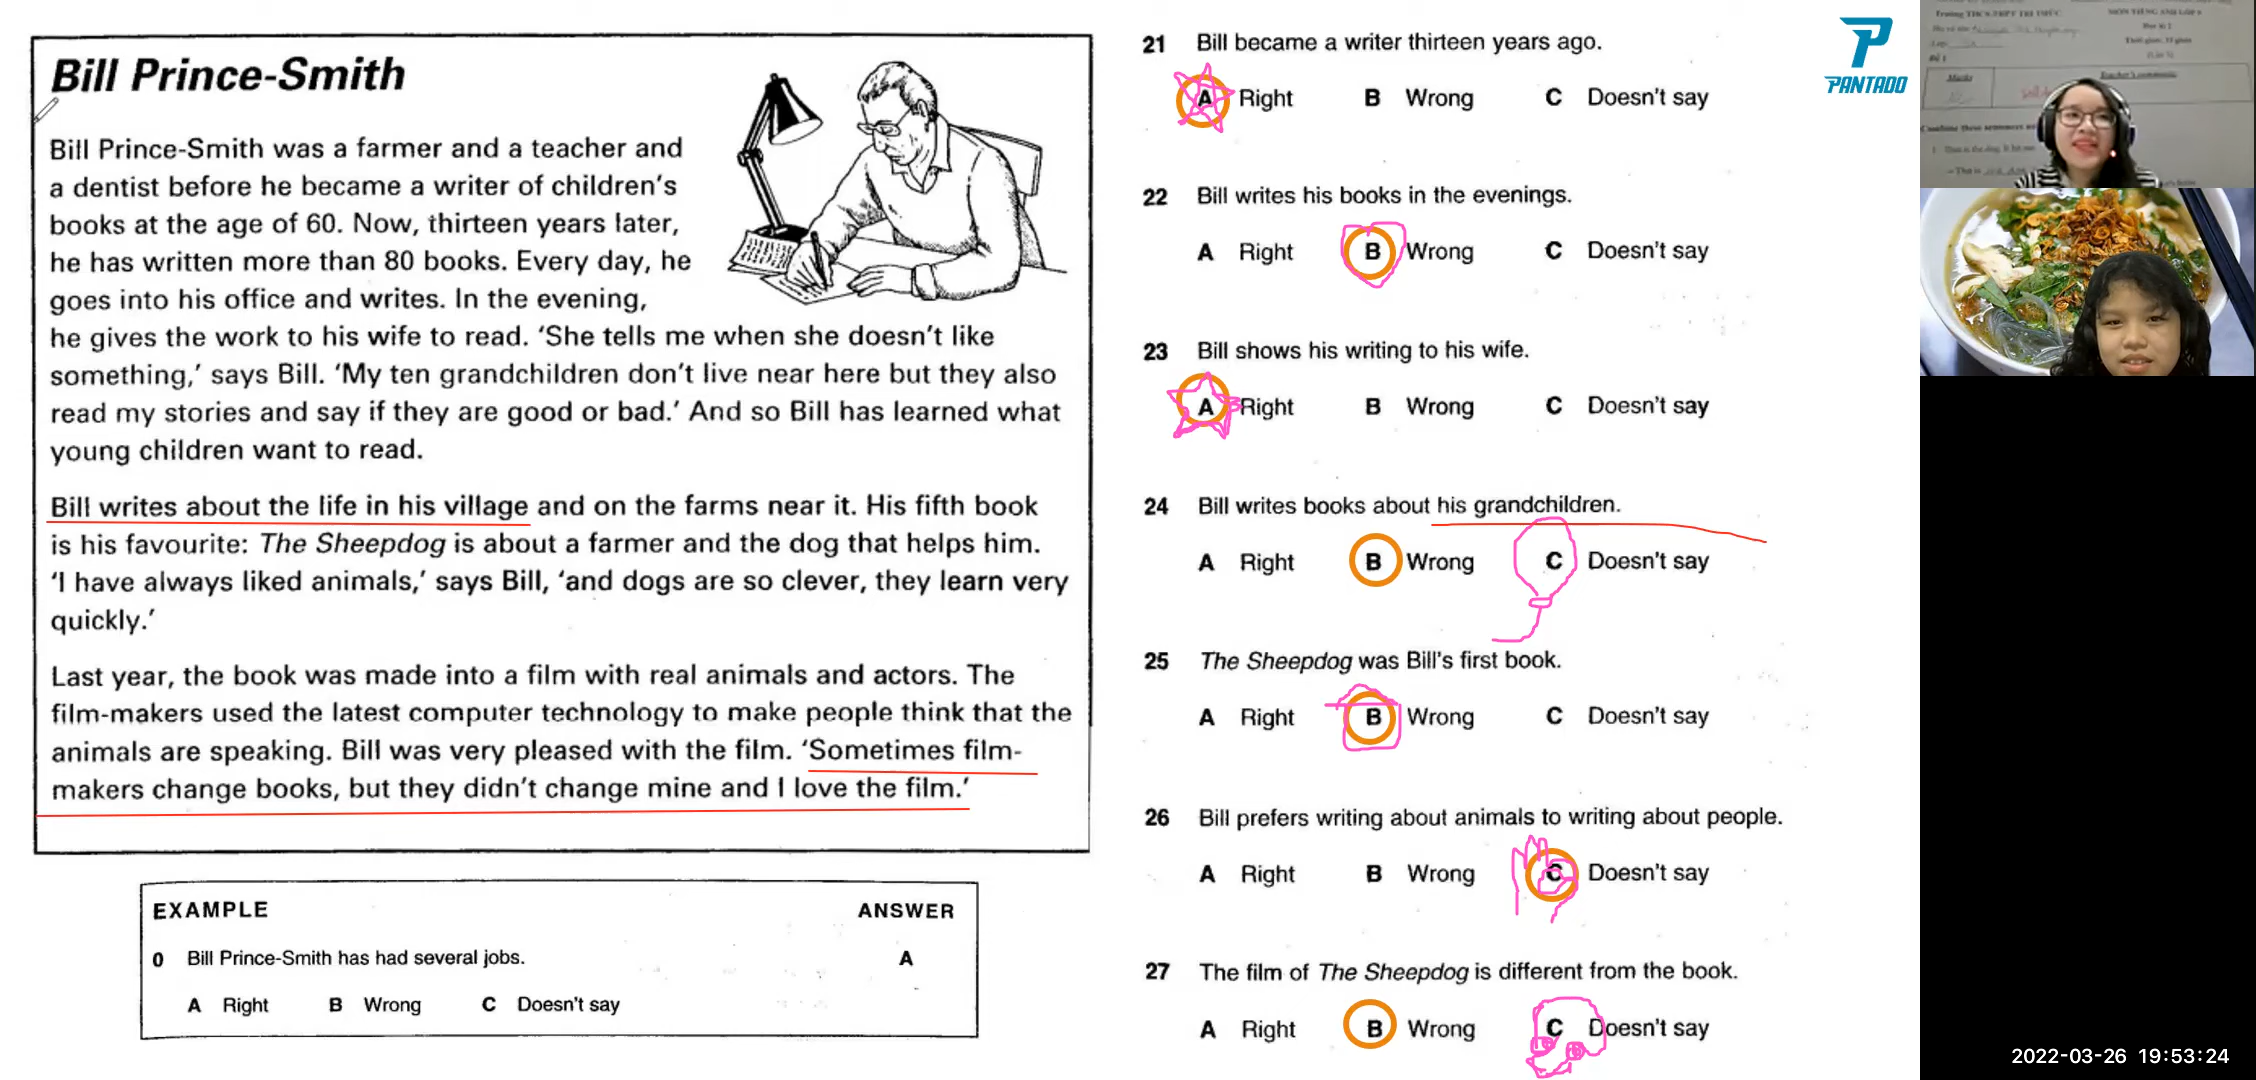 Bill Prince-Smith
Bill Prince-Smith was a farmer and a teacher and
a dentist before he became a writer of children's
books at the age of 60. Now, thirteen years later,
he has written more than 80 books. Every day, he
goes into his office and writes. In the evening,
he gives the work to his wife to read. ‘She tells me when she doesn't like
something,’ says Bill. ‘My ten grandchildren don't live near here but they also
read my stories and say if they are good or bad.’ And so Bill has learned what
young children want to read.
Bill writes about the life in his village and on the farms near it. His fifth book
is his favourite: The Sheepdog is about a farmer and the dog that helps him.
‘I have always liked animals,’ says Bill, ‘and dogs are so clever, they learn very
quickly.’
Last year, the book was made into a film with real animals and actors. The
film-makers used the latest computer technology to make people think that the
animals are speaking. Bill was very pleased with the film. ‘Sometimes film-
makers change books, but they didn't change mine and I love the film.’
EXAMPLE ANSWER
0 Bill Prince-Smith has had several jobs. A
A Right B Wrong C Doesn't say
21 Bill became a writer thirteen years ago.
A Right B Wrong C Doesn't say
22 Bill writes his books in the evenings.
A Right B Wrong C Doesn't say
23 Bill shows his writing to his wife.
A Right B Wrong C Doesn't say
24 Bill writes books about his grandchildren.
A Right B Wrong C Doesn't say
25 The Sheepdog was Bill's first book.
A Right B Wrong C Doesn't say
26 Bill prefers writing about animals to writing about people.
A Right B Wrong C Doesn't say
27 The film of The Sheepdog is different from the book.
A Right B Wrong C Doesn't say
PANTADO
2022-03-26 19:53:24